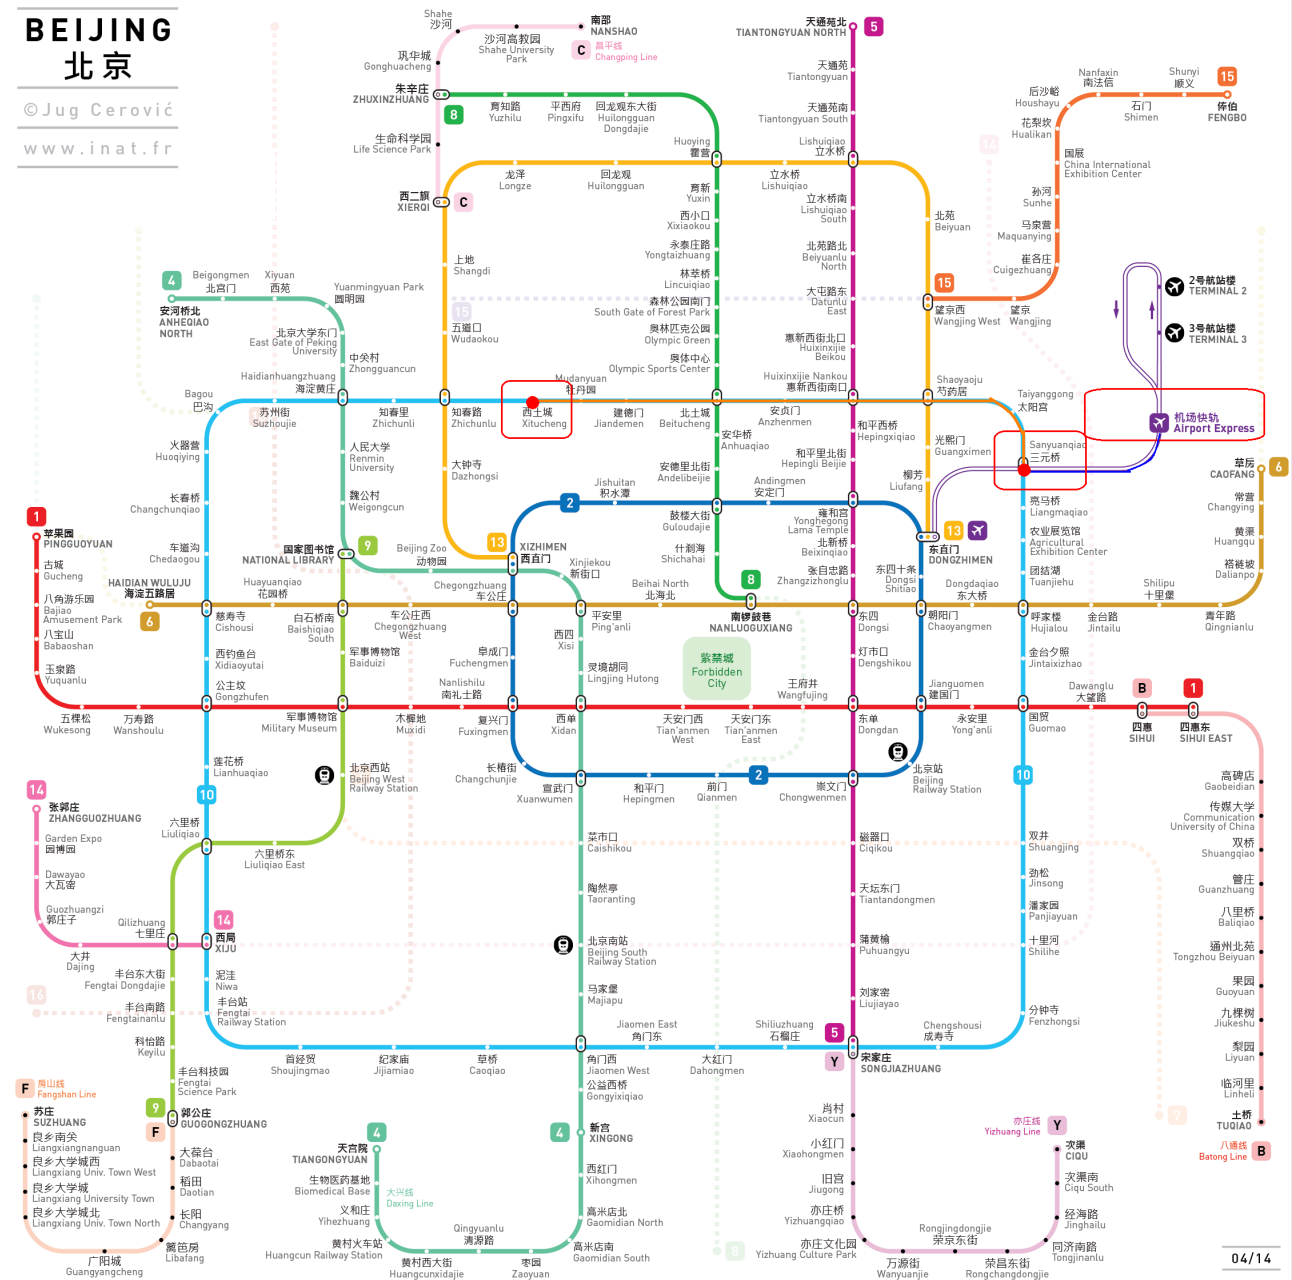 BEIJING
北京
©Jug Cerović
www.inat.fr
Shahe
沙河
沙河高教园
Shahe University
Park
南邵
NANSHAO
C
昌平线
Changping Line
巩华城
Gonghuacheng
朱辛庄
ZHUXINZHUANG
8
生命科学园
Life Science Park
西二旗
XIERQI
C
育知路
Yuzhilu
平西府
Pingxifu
回龙观东大街
Huilongguan
Dongdajie
Huoying
霍营
天通苑北
TIANTONGYUAN NORTH
5
天通苑
Tiantongyuan
天通苑南
Tiantongyuan South
Lishuiqiao
立水桥
龙泽
Longze
回龙观
Huilongguan
立水桥
Lishuiqiao
育新
Yuxin
西小口
Xixiaokou
永泰庄路
Yongtaizhuang
林萃桥
Lincuiqiao
森林公园南门
South Gate of Forest Park
奥林匹克公园
Olympic Green
奥体中心
Olympic Sports Center
立水桥南
Lishuiqiao
South
北苑路北
Beiyuanlu
North
大屯路东
Datunlu
East
惠新西街北口
Huixinxijie
Beikou
Huixinxijie Nankou
惠新西街南口
北苑
Beiyuan
15
望京西
Wangjing West
望京
Wangjing
崔各庄
Cuigezhuang
马泉营
Maquanying
孙河
Sunhe
国展
China International
Exhibition Center
花梨坎
Hualikan
后沙峪
Houshayu
Nanfaxin
南法信
石门
Shimen
Shunyi
顺义
15
俸伯
FENGBO
14
2号航站楼
TERMINAL 2
3号航站楼
TERMINAL 3
机场快轨
Airport Express
4
安河桥北
ANHEQIAO
NORTH
Beigongmen
北宫门
Xiyuan
西苑
Yuanmingyuan Park
圆明园
北京大学东门
East Gate of Peking
University
中关村
Zhongguancun
Haidianhuangzhuang
海淀黄庄
上地
Shangdi
15
五道口
Wudaokou
Bagou
巴沟
苏州街
Suzhoujie
知春里
Zhichunli
知春路
Zhichunlu
西土城
Xitucheng
Mudanyuan
牡丹园
建德门
Jiandemen
北土城
Beitucheng
安贞门
Anzhenmen
Shaoyaoju
芍药居
Taiyanggong
太阳宫
Sanyuanqiao
三元桥
火器营
Huoqiying
长春桥
Changchunqiao
车道沟
Chedaogou
人民大学
Renmin
University
魏公村
Weigongcun
大钟寺
Dazhongsi
安华桥
Anhuaqiao
安德里北街
Andelibeijie
和平西桥
Hepingxiqiao
和平里北街
Hepingli Beijie
光熙门
Guangximen
柳芳
Liufang
亮马桥
Liangmaqiao
农业展览馆
Agricultural
Exhibition Center
团结湖
Tuanjiehu
1
苹果园
PINGGUOYUAN
古城
Gucheng
八角游乐园
Bajiao
Amusement Park
八宝山
Babaoshan
玉泉路
Yuquanlu
HAIDIAN WULUJU
海淀五路居
6
国家图书馆
NATIONAL LIBRARY
9
Beijing Zoo
动物园
13
XIZHIMEN
西直门
2
Jishuitan
积水潭
鼓楼大街
Guloudajie
Andingmen
安定门
雍和宫
Yonghegong
Lama Temple
13
东直门
DONGZHIMEN
Xinjiekou
新街口
什刹海
Shichahai
北新桥
Beixinqiao
张自忠路
Zhangzizhonglu
东四十条
Dongsi
Shitiao
草房
CAOFANG
6
常营
Changying
黄渠
Huangqu
褡裢坡
Dalianpo
慈寿寺
Cishousi
Huayuanqiao
花园桥
白石桥南
Baishiqiao
South
车公庄西
Chegongzhuang
West
Chegongzhuang
车公庄
平安里
Ping'anli
Beihai North
北海北
8
南锣鼓巷
NANLUOGUXIANG
东四
Dongsi
朝阳门
Chaoyangmen
Dongdaqiao
东大桥
呼家楼
Hujialou
金台路
Jintailu
Shilipu
十里堡
青年路
Qingnianlu
西钓鱼台
Xidiaoyutai
公主坟
Gongzhufen
军事博物馆
Baiduizi
阜成门
Fuchengmen
西四
Xisi
灵境胡同
Lingjing Hutong
紫禁城
Forbidden
City
灯市口
Dengshikou
金台夕照
Jintaixizhao
五棵松
Wukesong
万寿路
Wanshoulu
军事博物馆
Military Museum
木樨地
Muxidi
Nanlishilu
南礼士路
复兴门
Fuxingmen
西单
Xidan
天安门西
Tian'anmen
West
天安门东
Tian'anmen
East
王府井
Wangfujing
东单
Dongdan
Jianguomen
建国门
永安里
Yong'anli
国贸
Guomao
Dawanglu
大望路
B
四惠
SIHUI
1
四惠东
SIHUI EAST
莲花桥
Lianhuaqiao
北京西站
Beijing West
Railway Station
长椿街
Changchunjie
宣武门
Xuanwumen
和平门
Hepingmen
前门
Qianmen
2
崇文门
Chongwenmen
北京站
Beijing
Railway Station
10
10
14
张郭庄
ZHANGGUOZHUANG
Garden Expo
园博园
Dawayao
大瓦窑
Guozhuangzi
郭庄子
大井
Dajing
六里桥
Liuliqiao
六里桥东
Liuliqiao East
Qilizhuang
七里庄
14
西局
XIJU
菜市口
Caishikou
陶然亭
Taoranting
北京南站
Beijing South
Railway Station
马家堡
Majiapu
磁器口
Ciqikou
天坛东门
Tiantandongmen
蒲黄榆
Puhuangyu
刘家窑
Liujiayao
双井
Shuangjing
劲松
Jinsong
潘家园
Panjiayuan
十里河
Shilihe
分钟寺
Fenzhongsi
高碑店
Gaobeidian
传媒大学
Communication
University of China
双桥
Shuangqiao
管庄
Guanzhuang
八里桥
Baliqiao
通州北苑
Tongzhou Beiyuan
果园
Guoyuan
九棵树
Jiukeshu
梨园
Liyuan
临河里
Linheli
土桥
TUQIAO
八通线
Batong Line
B
16
丰台东大街
Fengtai Dongdajie
丰台南路
Fengtainanlu
科怡路
Keyilu
丰台科技园
Fengtai
Science Park
泥洼
Niwa
丰台站
Fengtai
Railway Station
首经贸
Shoujingmao
纪家庙
Jijiamiao
草桥
Caoqiao
角门西
Jiaomen West
Jiaomen East
角门东
大红门
Dahongmen
Shiliuzhuang
石榴庄
5
Y
宋家庄
SONGJIAZHUANG
Chengshousi
成寿寺
公益西桥
Gongyixiqiao
4
新宫
XINGONG
西红门
Xihongmen
高米店北
Gaomidian North
高米店南
Gaomidian South
枣园
Zaoyuan
Qingyuanlu
清源路
黄村西大街
Huangcunxidajie
黄村火车站
Huangcun Railway Station
义和庄
Yihezhuang
生物医药基地
Biomedical Base
4
天宫院
TIANGONGYUAN
大兴线
Daxing Line
F
房山线
Fangshan Line
苏庄
SUZHUANG
良乡南关
Liangxiangnanguan
良乡大学城西
Liangxiang Univ. Town West
良乡大学城
Liangxiang University Town
良乡大学城北
Liangxiang Univ. Town North
广阳城
Guangyangcheng
篱笆房
Libafang
长阳
Changyang
稻田
Daotian
大葆台
Dabaotai
9
F
郭公庄
GUOGONGZHUANG
肖村
Xiaocun
小红门
Xiaohongmen
旧宫
Jiugong
亦庄桥
Yizhuangqiao
亦庄文化园
Yizhuang Culture Park
万源街
Wanyuanjie
Rongjingdongjie
荣京东街
荣昌东街
Rongchangdongjie
同济南路
Tongjinanlu
经海路
Jinghailu
次渠南
Ciqu South
次渠
CIQU
Y
亦庄线
Yizhuang Line
7
8
04/14